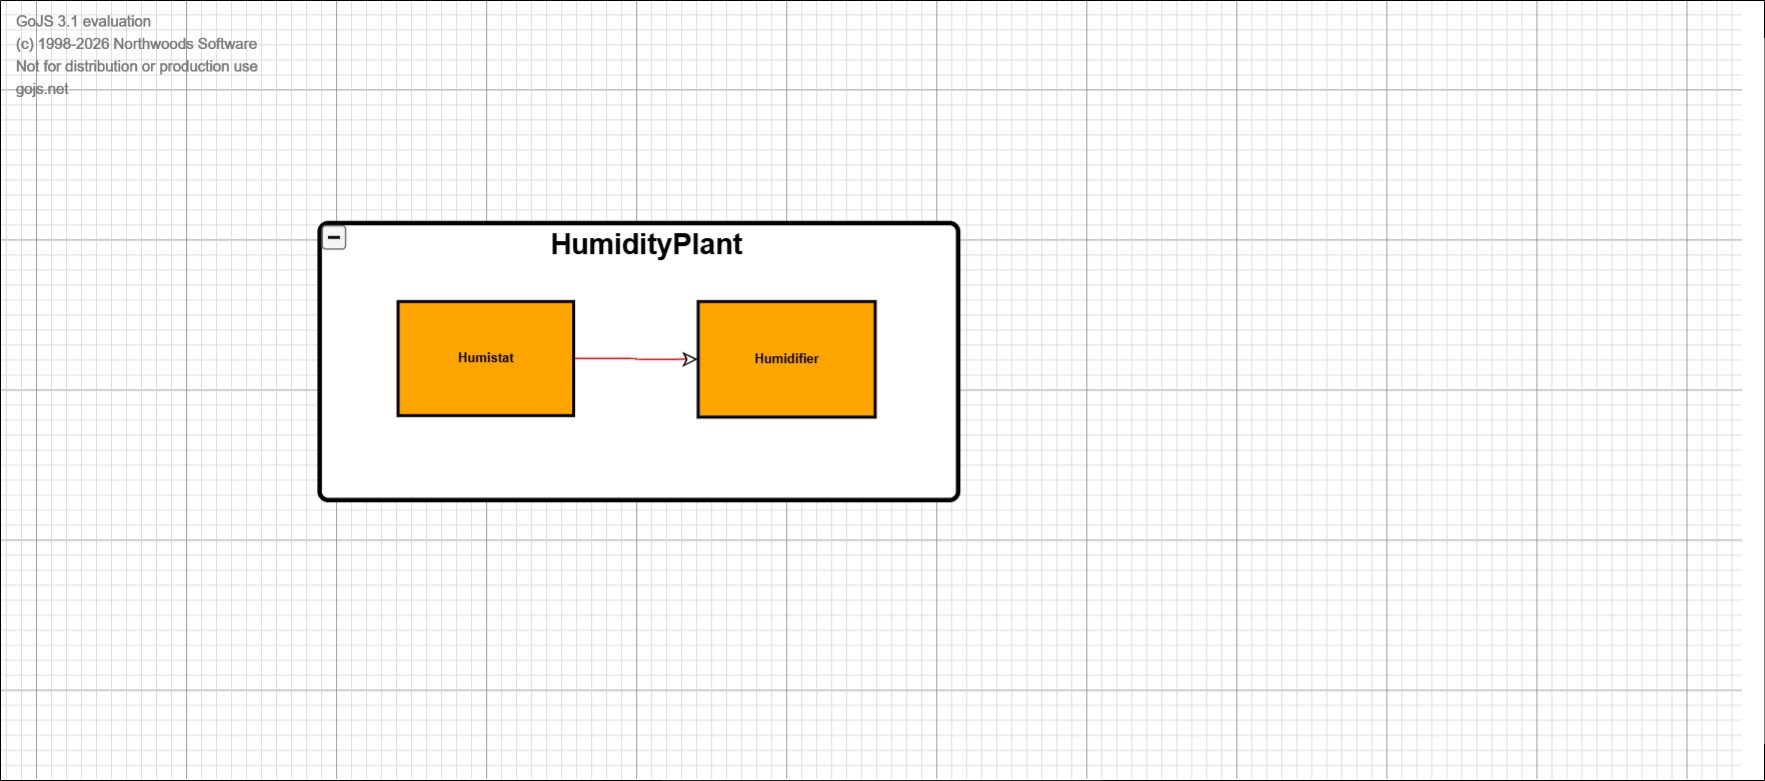 GoJS 3.1 evaluation
(c) 1998-2026 Northwoods Software
Not for distribution or production use
gojs.net
HumidityPlant
Humistat
Humidifier